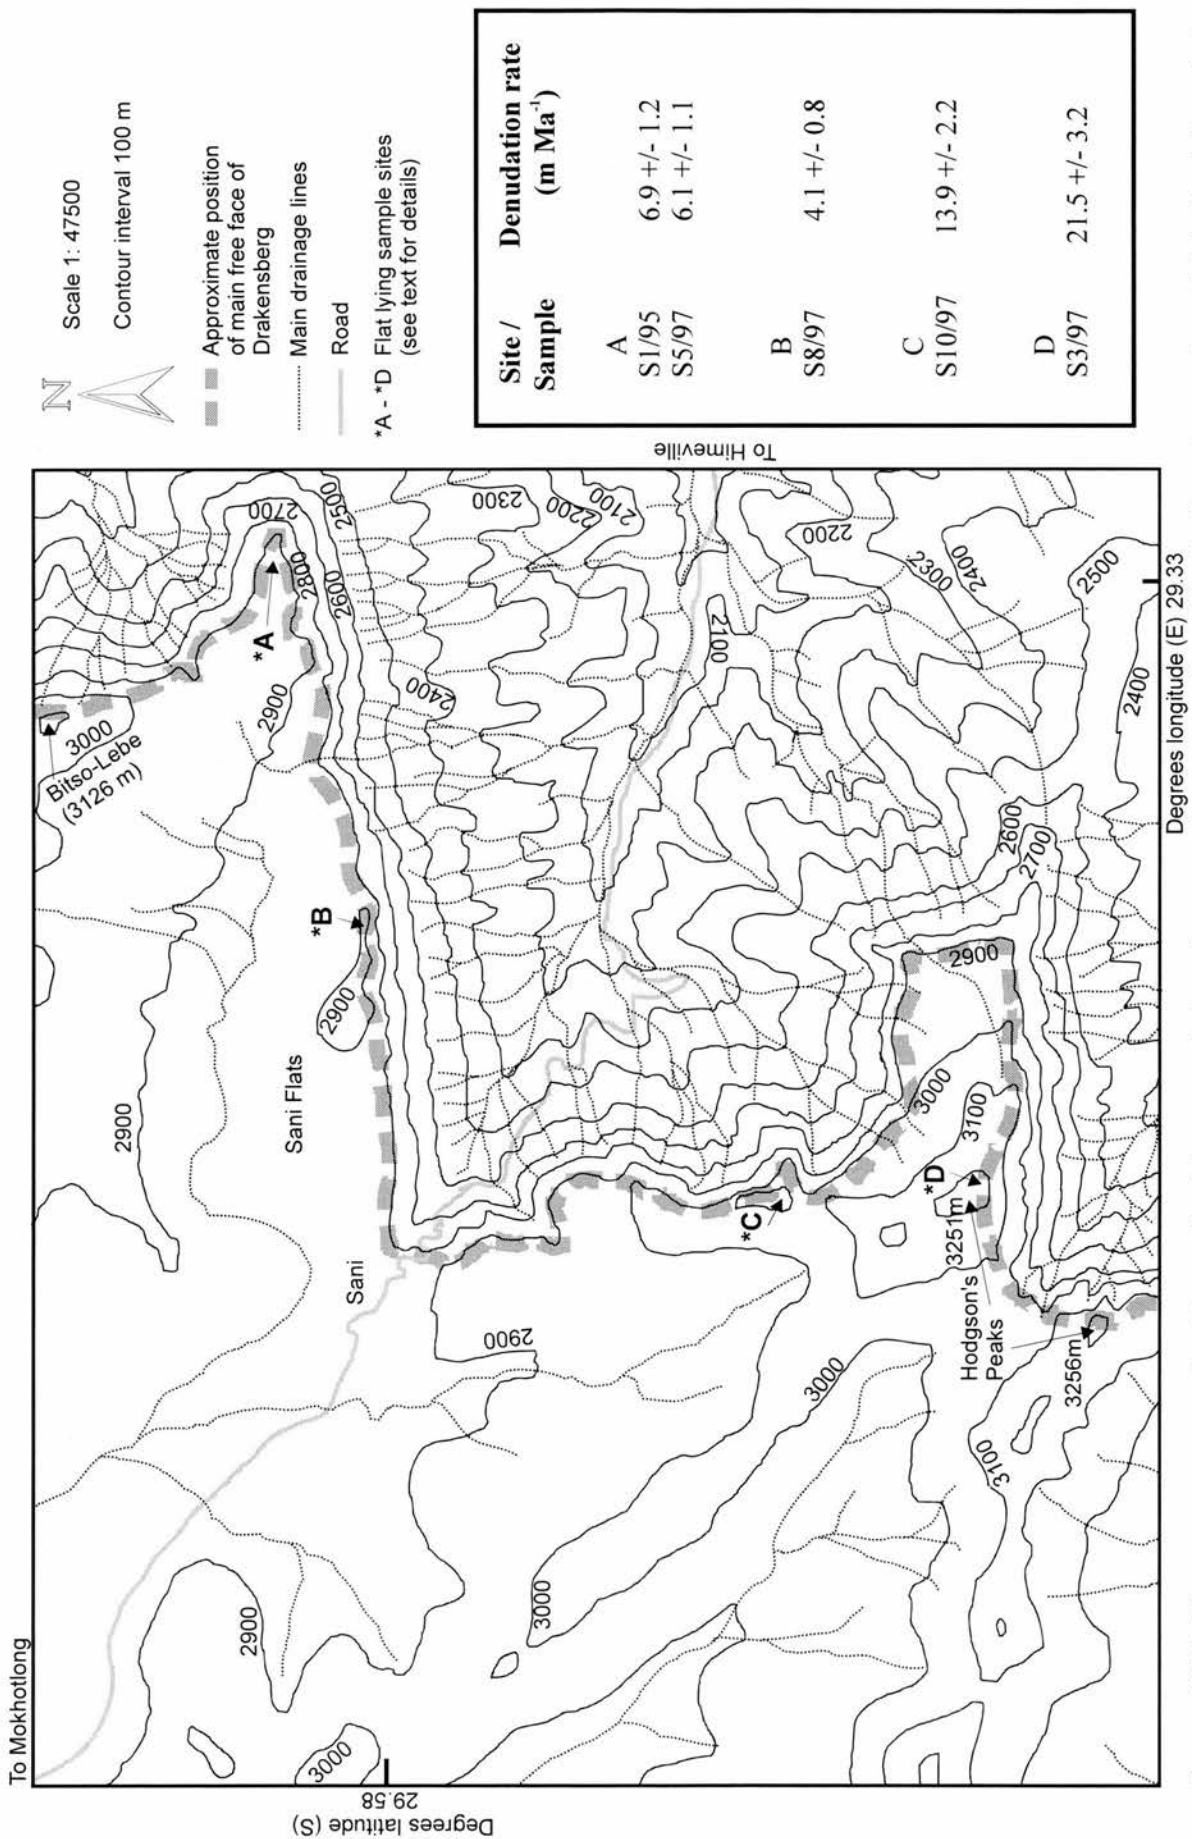 To Mokhotlong
Bitso-Lebe
(3126 m)
3000
2700
2500
2800
2600
*A
2900
2900
2900
*B
2900
Sani Flats
Sani
3000
Degrees latitude (S)
29.58
2400
2300
2200
2100
To Himeville
2100
2200
2300
2400
2500
2400
2600
2700
2900
3000
3100
*C
*D
3251m
Hodgson's
Peaks
3256m
2900
3000
3000
3100
Degrees longitude (E) 29.33
N
Scale 1: 47500
Contour interval 100 m
Approximate position
of main free face of
Drakensberg
Main drainage lines
Road
*A - *D Flat lying sample sites
(see text for details)
Site / Denudation rate
Sample (m Ma-1)
A
S1/95 6.9 +/- 1.2
S5/97 6.1 +/- 1.1
B
S8/97 4.1 +/- 0.8
C
S10/97 13.9 +/- 2.2
D
S3/97 21.5 +/- 3.2